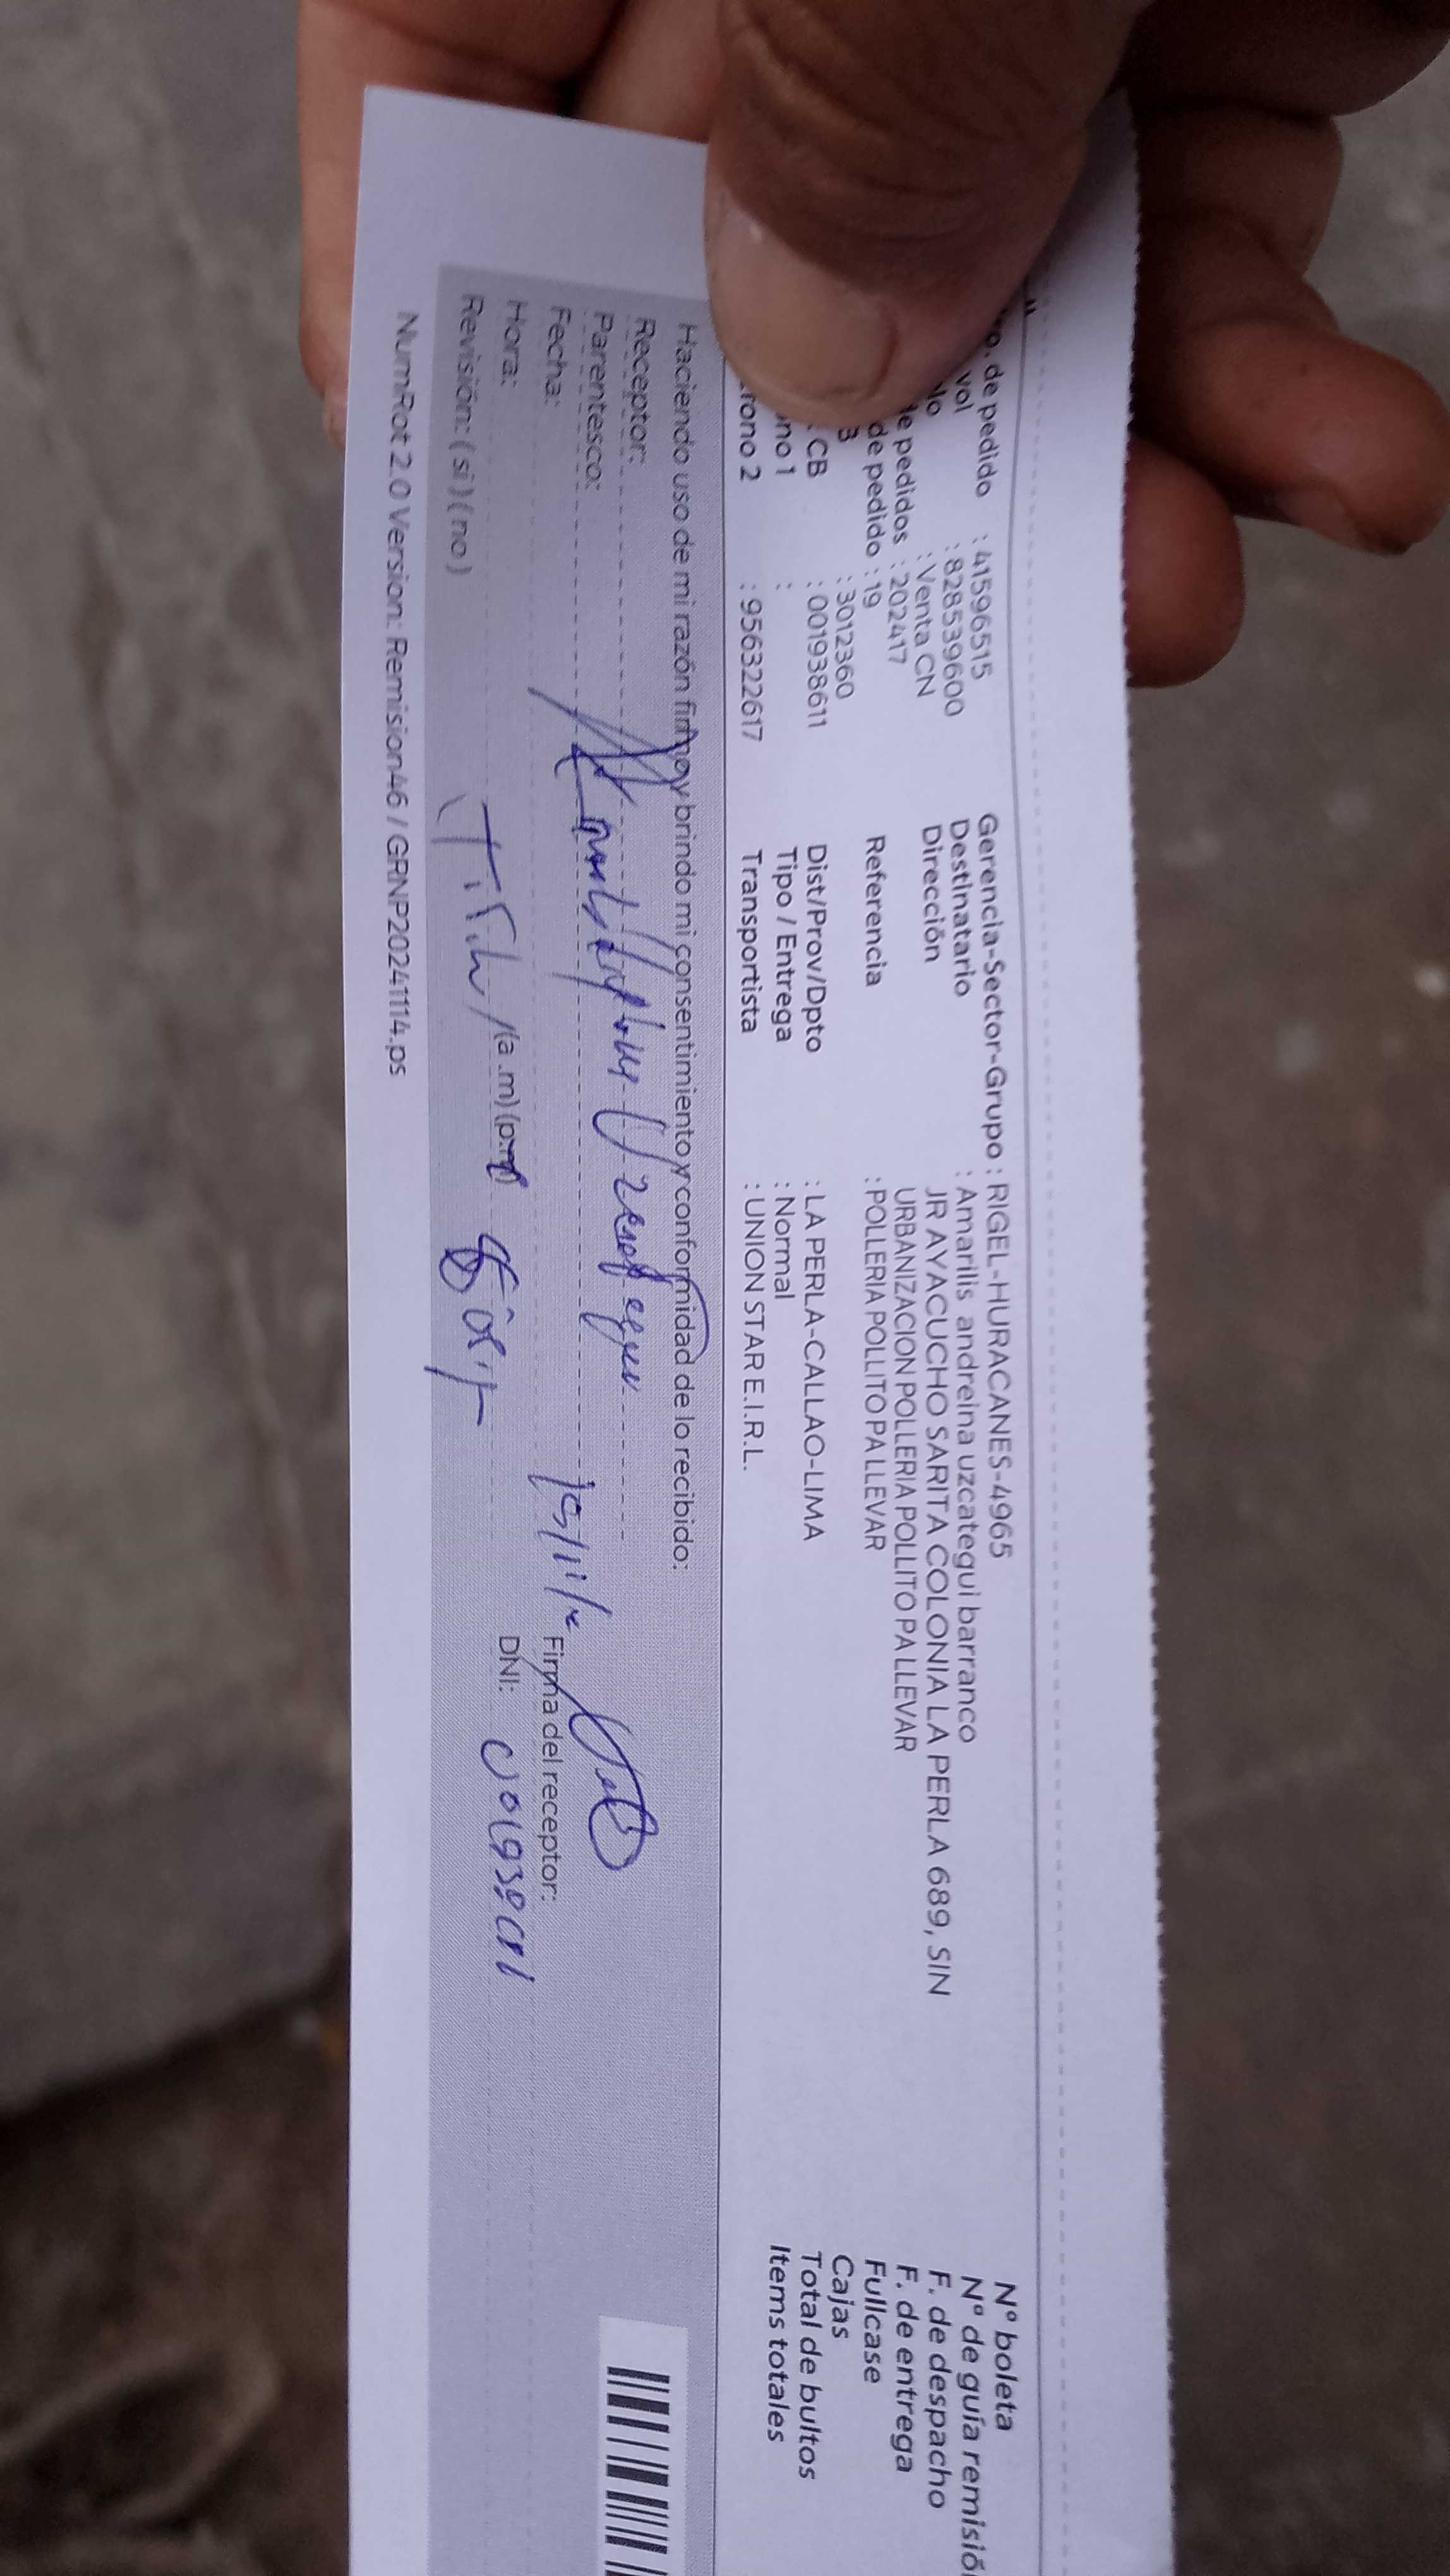 ro. de pedido : 41596515
vol : 828539600
: Venta CN
de pedidos : 202417
de pedido : 19
3 : 3012360
CB : 001938611
no 1 :
fono 2 : 956322617
Gerencia-Sector-Grupo : RIGEL-HURACANES-4965
Destinatario : Amarilis andreina uzcategui barranco
Dirección JR AYACUCHO SARITA COLONIA LA PERLA 689, SIN
URBANIZACION POLLERIA POLLITO PA LLEVAR
Referencia : POLLERIA POLLITO PA LLEVAR
Dist/Prov/Dpto : LA PERLA-CALLAO-LIMA
Tipo / Entrega : Normal
Transportista : UNION STAR E.I.R.L.
N° boleta
N° de guía remisió
F. de despacho
F. de entrega
Fullcase
Cajas
Total de bultos
Items totales
Haciendo uso de mi razón firmo y brindo mi consentimiento y conformidad de lo recibido:
Receptor:
Parentesco:
Fecha:
Firma del receptor:
Hora: (a.m) (p.m)
DNI:
Revisión: ( si ) ( no )
NumRot 2.0 Version: Remision46 / GRNP20241114.ps